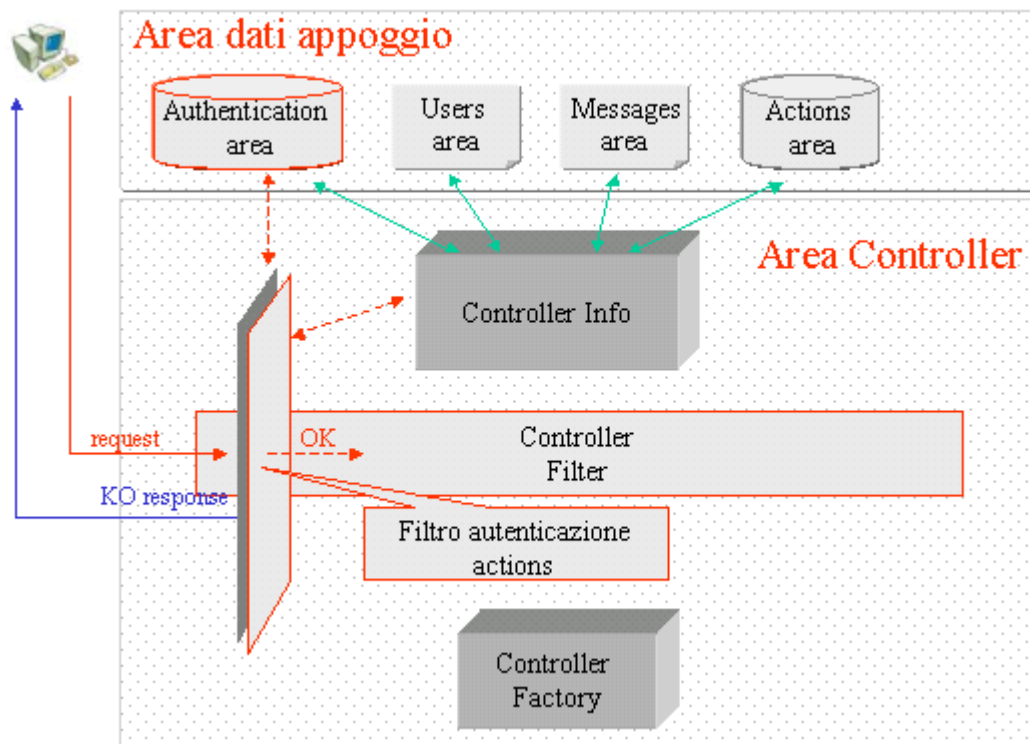 Area dati appoggio
Authentication
area
Users
area
Messages
area
Actions
area
Area Controller
Controller Info
request
OK
Controller
Filter
KO response
Filtro autenticazione
actions
Controller
Factory